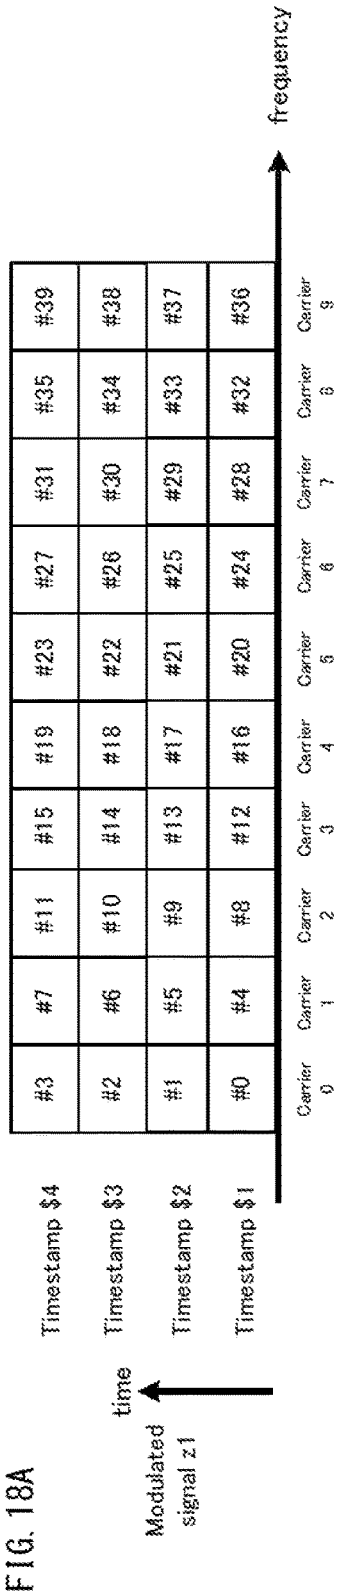 FIG. 18A
Modulated
signal z1
time
Timestamp $4 #3 #7 #11 #15 #19 #23 #27 #31 #35 #39
Timestamp $3 #2 #6 #10 #14 #18 #22 #26 #30 #34 #38
Timestamp $2 #1 #5 #9 #13 #17 #21 #25 #29 #33 #37
Timestamp $1 #0 #4 #8 #12 #16 #20 #24 #28 #32 #36
frequency
Carrier Carrier Carrier Carrier Carrier Carrier Carrier Carrier Carrier Carrier
0 1 2 3 4 5 6 7 8 9